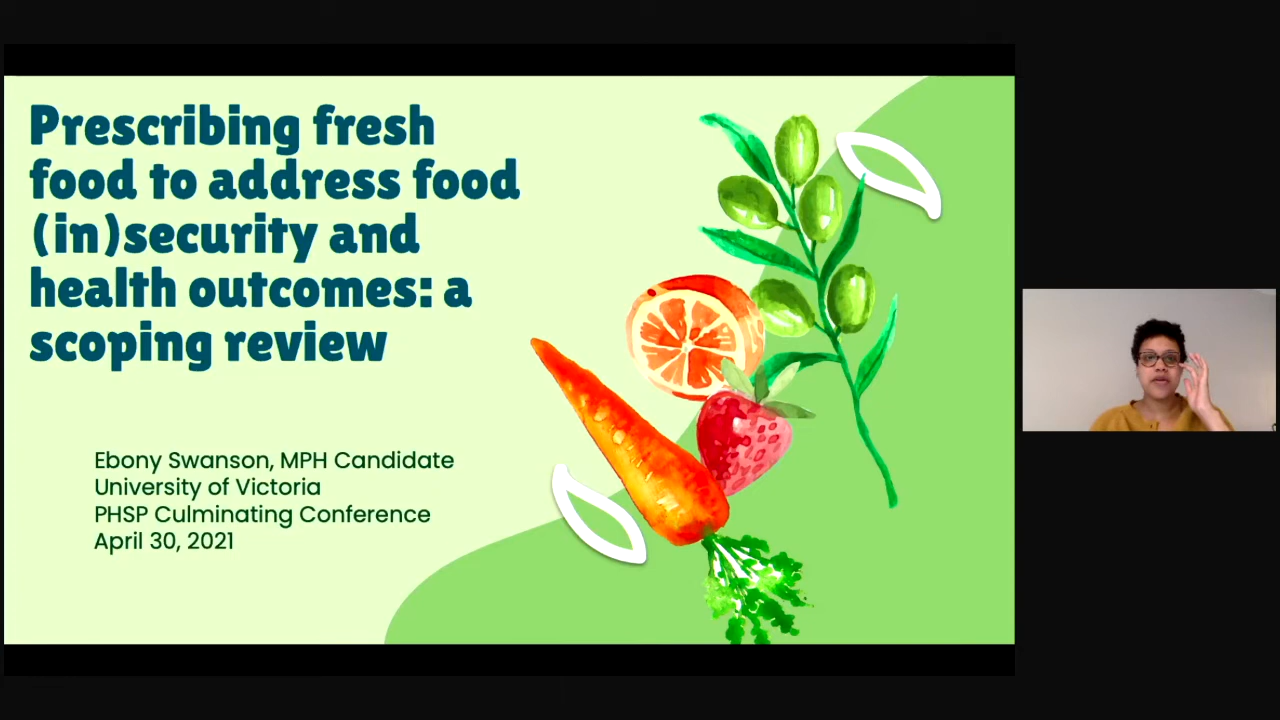 Prescribing fresh
food to address food
(in)security and
health outcomes: a
scoping review
Ebony Swanson, MPH Candidate
University of Victoria
PHSP Culminating Conference
April 30, 2021